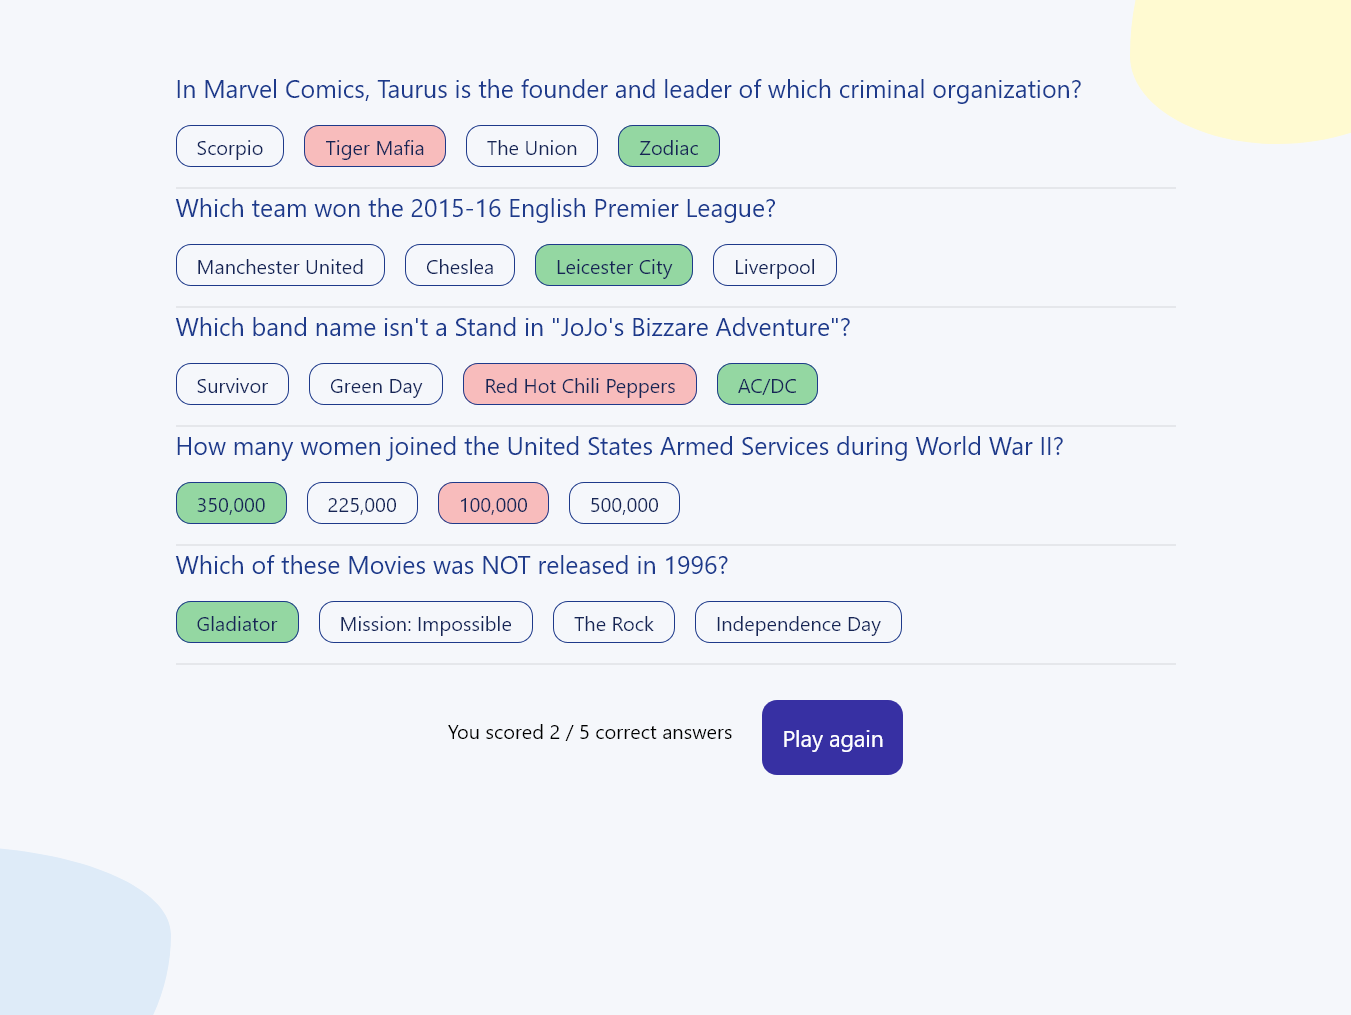 In Marvel Comics, Taurus is the founder and leader of which criminal organization?
Scorpio Tiger Mafia The Union Zodiac
Which team won the 2015-16 English Premier League?
Manchester United Cheslea Leicester City Liverpool
Which band name isn't a Stand in "JoJo's Bizzare Adventure"?
Survivor Green Day Red Hot Chili Peppers AC/DC
How many women joined the United States Armed Services during World War II?
350,000 225,000 100,000 500,000
Which of these Movies was NOT released in 1996?
Gladiator Mission: Impossible The Rock Independence Day
You scored 2 / 5 correct answers Play again